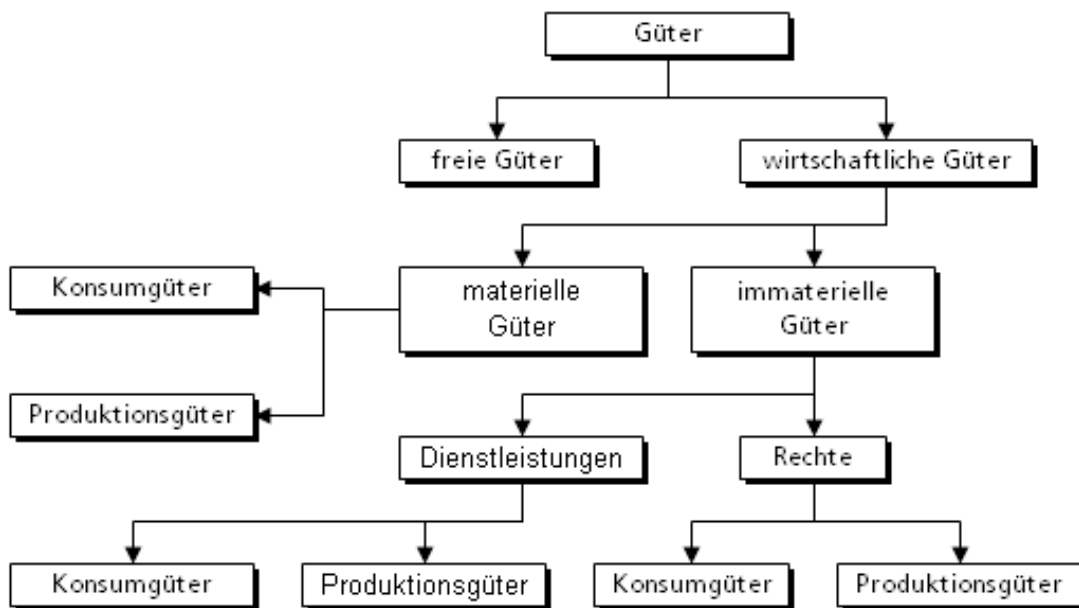 Güter
freie Güter
wirtschaftliche Güter
Konsumgüter
materielle
Güter
immaterielle
Güter
Produktionsgüter
Dienstleistungen
Rechte
Konsumgüter
Produktionsgüter
Konsumgüter
Produktionsgüter